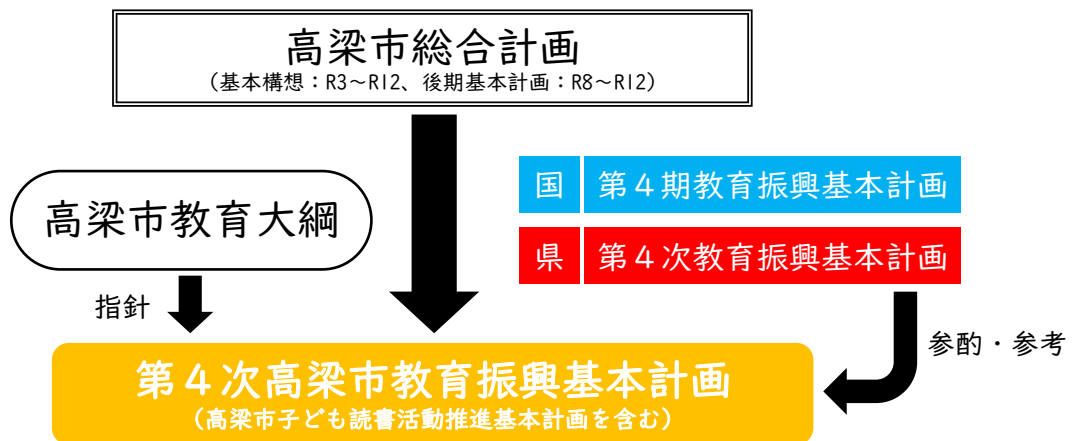 高梁市総合計画
（基本構想：R3～R12、後期基本計画：R8～R12）
国 第４期教育振興基本計画
高梁市教育大綱
県 第４次教育振興基本計画
指針
参酌・参考
第４次高梁市教育振興基本計画
（高梁市子ども読書活動推進基本計画を含む）